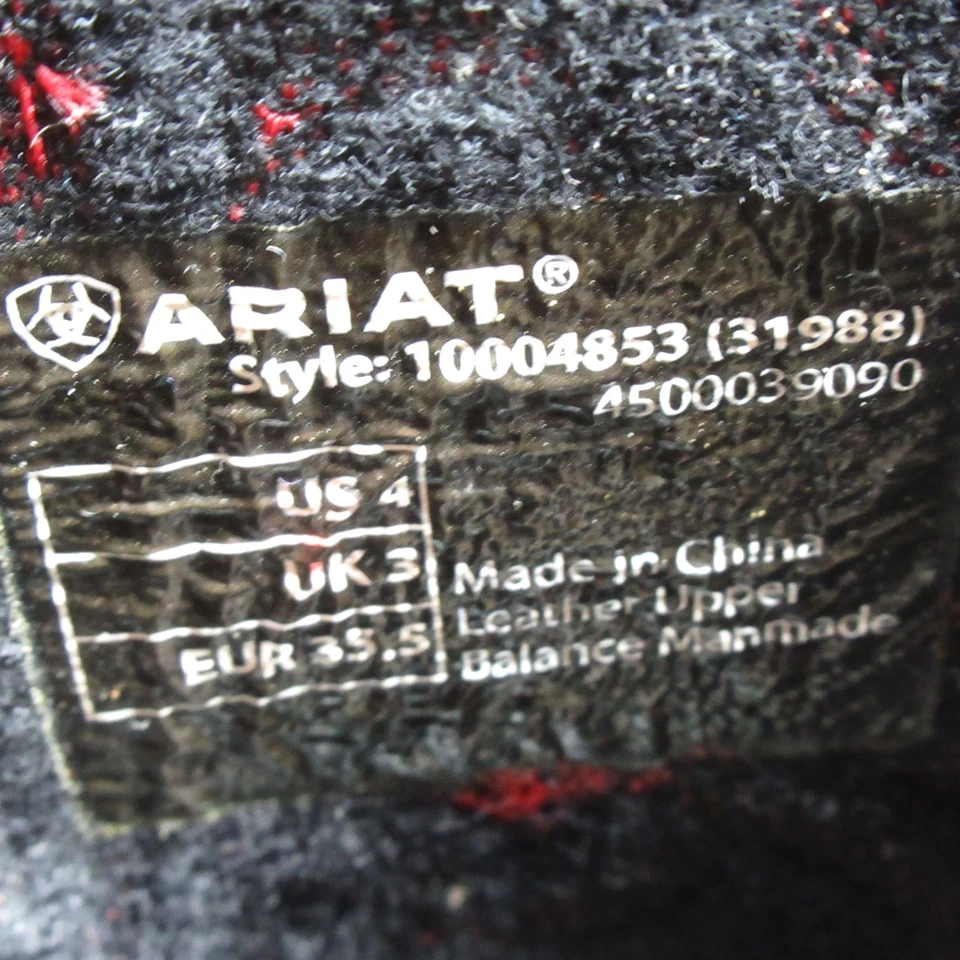 ARIAT®
Style: 10004853 (31988)
4500039090
US 4
UK 3
EUR 35.5
Made in China
Leather Upper
Balance Manmade